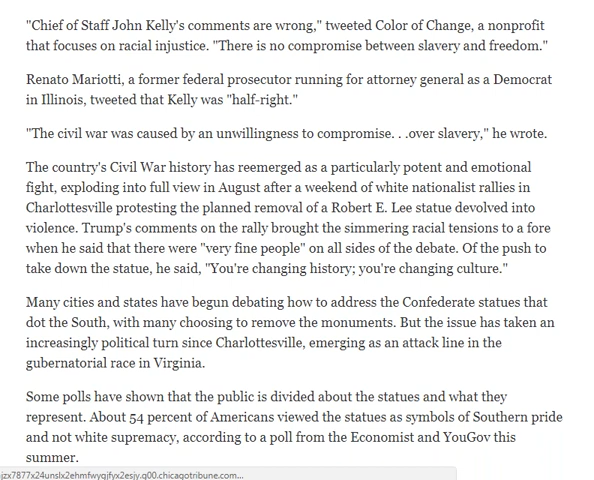 "Chief of Staff John Kelly's comments are wrong," tweeted Color of Change, a nonprofit
that focuses on racial injustice. "There is no compromise between slavery and freedom."
Renato Mariotti, a former federal prosecutor running for attorney general as a Democrat
in Illinois, tweeted that Kelly was "half-right."
"The civil war was caused by an unwillingness to compromise. . .over slavery," he wrote.
The country's Civil War history has reemerged as a particularly potent and emotional
fight, exploding into full view in August after a weekend of white nationalist rallies in
Charlottesville protesting the planned removal of a Robert E. Lee statue devolved into
violence. Trump's comments on the rally brought the simmering racial tensions to a fore
when he said that there were "very fine people" on all sides of the debate. Of the push to
take down the statue, he said, "You're changing history; you're changing culture."
Many cities and states have begun debating how to address the Confederate statues that
dot the South, with many choosing to remove the monuments. But the issue has taken an
increasingly political turn since Charlottesville, emerging as an attack line in the
gubernatorial race in Virginia.
Some polls have shown that the public is divided about the statues and what they
represent. About 54 percent of Americans viewed the statues as symbols of Southern pride
and not white supremacy, according to a poll from the Economist and YouGov this
summer.
jzx7877x24unslx2ehmfwyqjfyx2esjy.g00.chicagotribune.com...